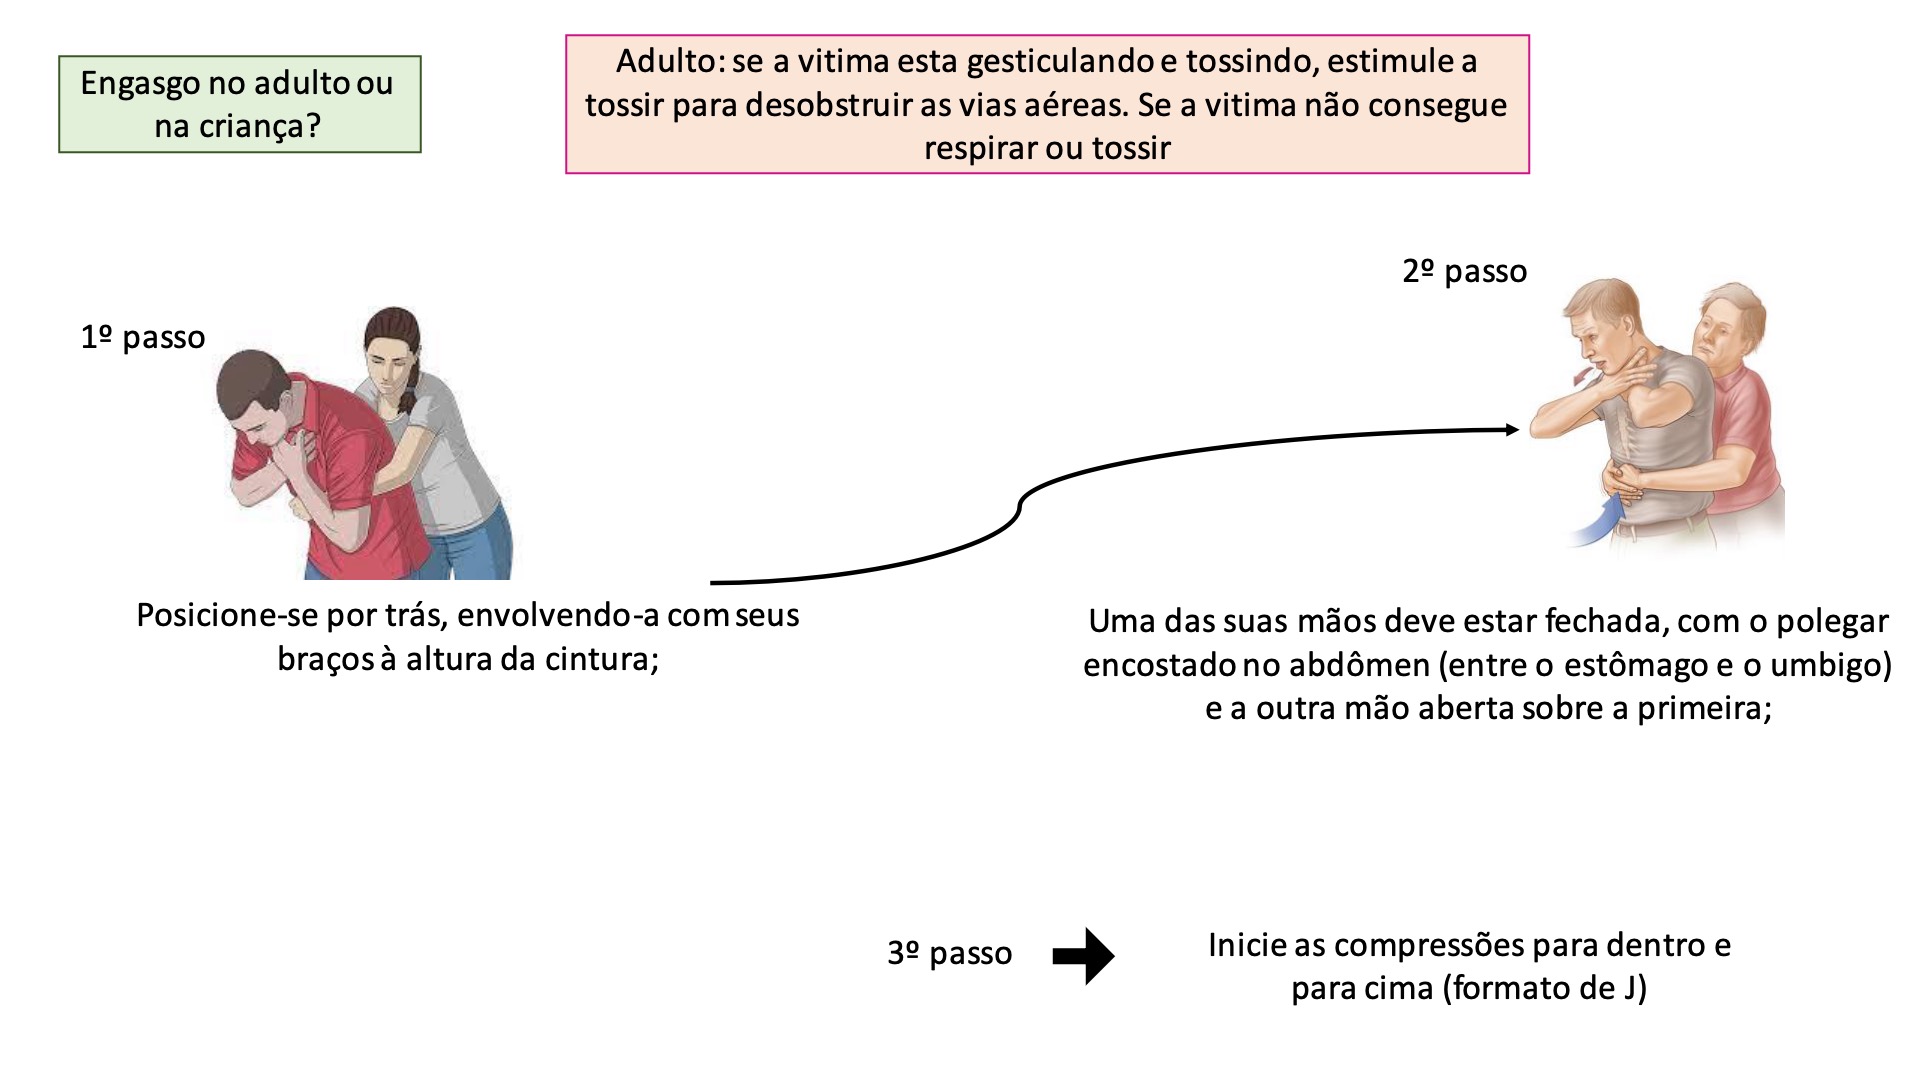 Engasgo no adulto ou
na criança?
Adulto: se a vitima esta gesticulando e tossindo, estimule a
tossir para desobstruir as vias aéreas. Se a vitima não consegue
respirar ou tossir
1º passo
Posicione-se por trás, envolvendo-a com seus
braços à altura da cintura;
2º passo
Uma das suas mãos deve estar fechada, com o polegar
encostado no abdômen (entre o estômago e o umbigo)
e a outra mão aberta sobre a primeira;
3º passo
Inicie as compressões para dentro e
para cima (formato de J)